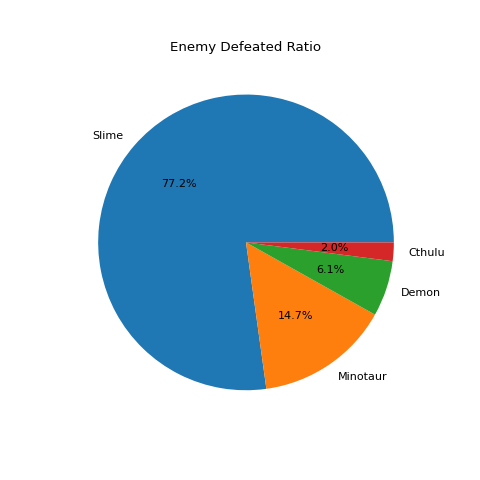 Enemy Defeated Ratio
Slime
77.2%
2.0%
Cthulu
6.1%
Demon
14.7%
Minotaur